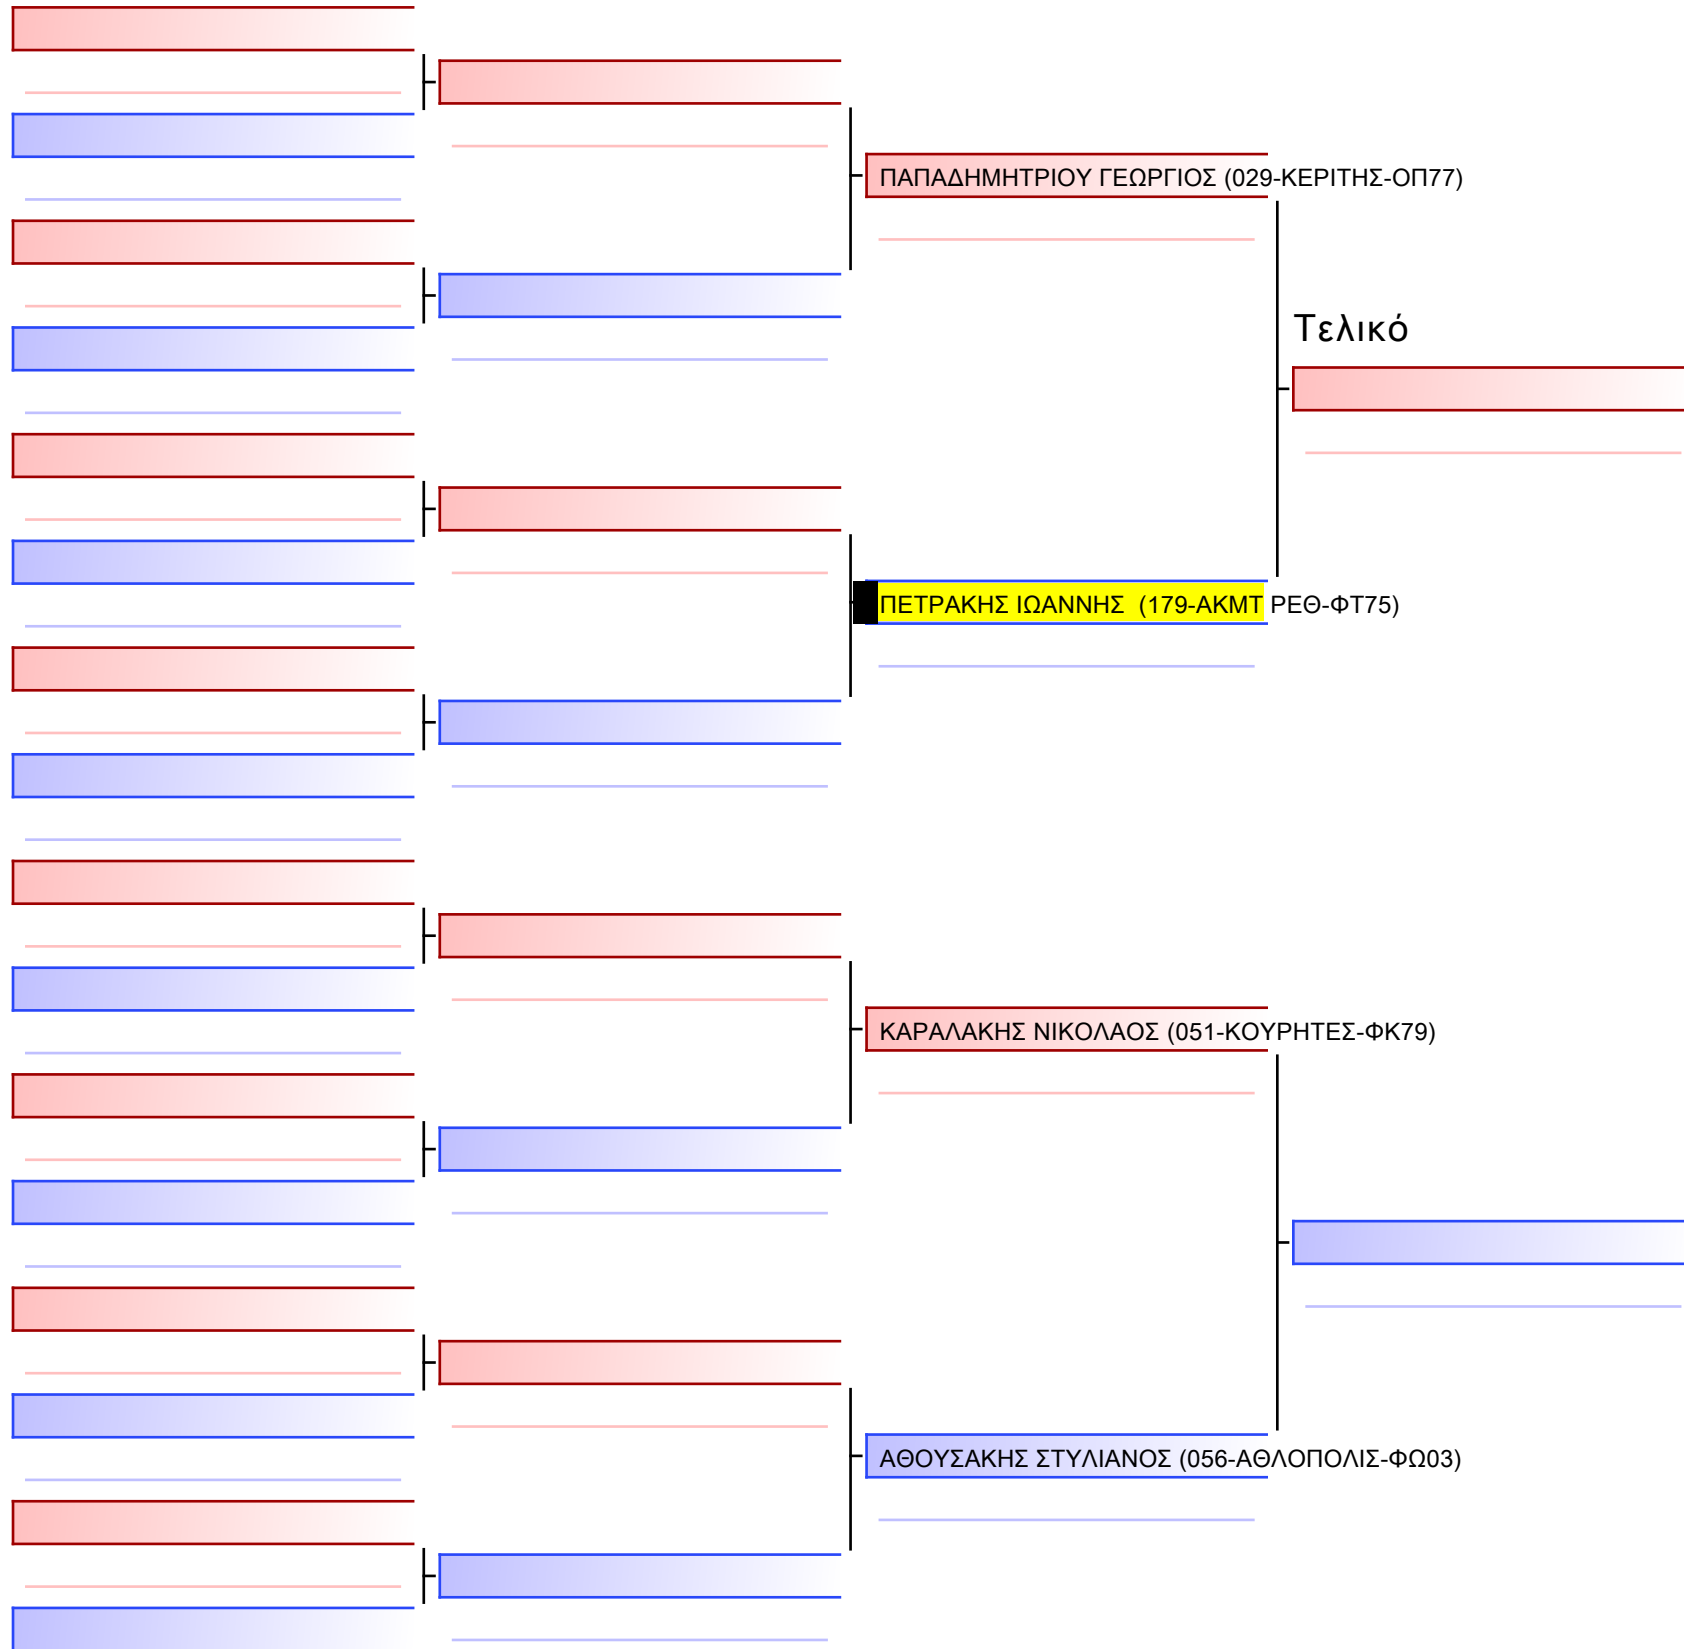 ΠΑΠΑΔΗΜΗΤΡΙΟΥ ΓΕΩΡΓΙΟΣ (029-ΚΕΡΙΤΗΣ-ΟΠ77)
Τελικό
ΠΕΤΡΑΚΗΣ ΙΩΑΝΝΗΣ (179-ΑΚΜΤ ΡΕΘ-ΦΤ75)
ΚΑΡΑΛΑΚΗΣ ΝΙΚΟΛΑΟΣ (051-ΚΟΥΡΗΤΕΣ-ΦΚ79)
ΑΘΟΥΣΑΚΗΣ ΣΤΥΛΙΑΝΟΣ (056-ΑΘΛΟΠΟΛΙΣ-ΦΩ03)